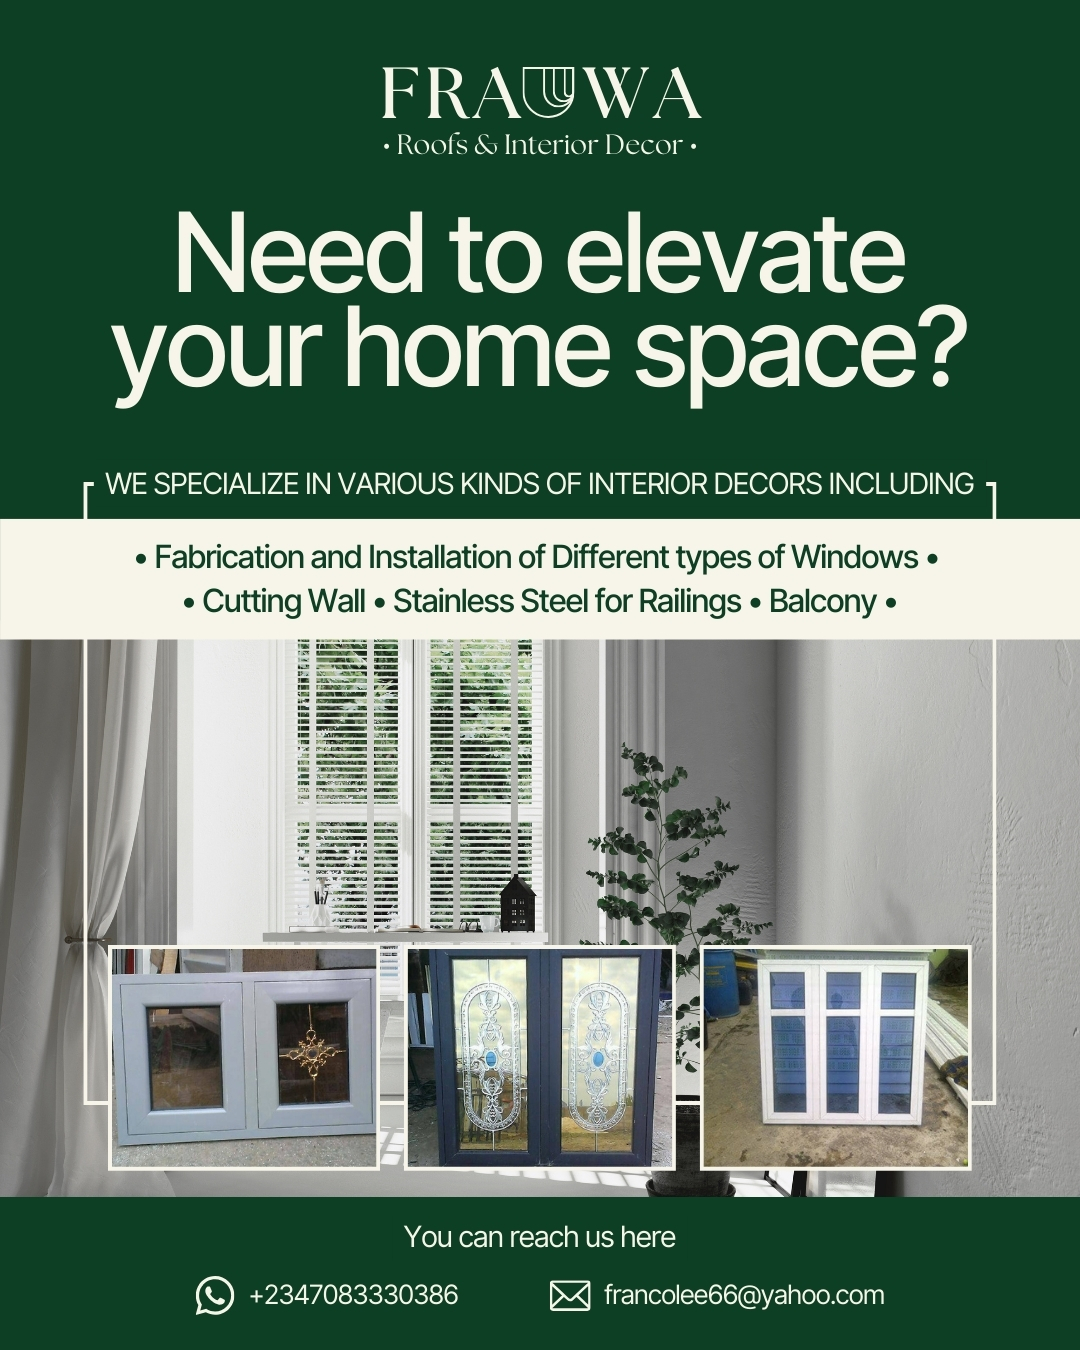 FRAUWA
• Roofs & Interior Decor •
Need to elevate
your home space?
WE SPECIALIZE IN VARIOUS KINDS OF INTERIOR DECORS INCLUDING
• Fabrication and Installation of Different types of Windows •
• Cutting Wall • Stainless Steel for Railings • Balcony •
You can reach us here
+2347083330386
francolee66@yahoo.com